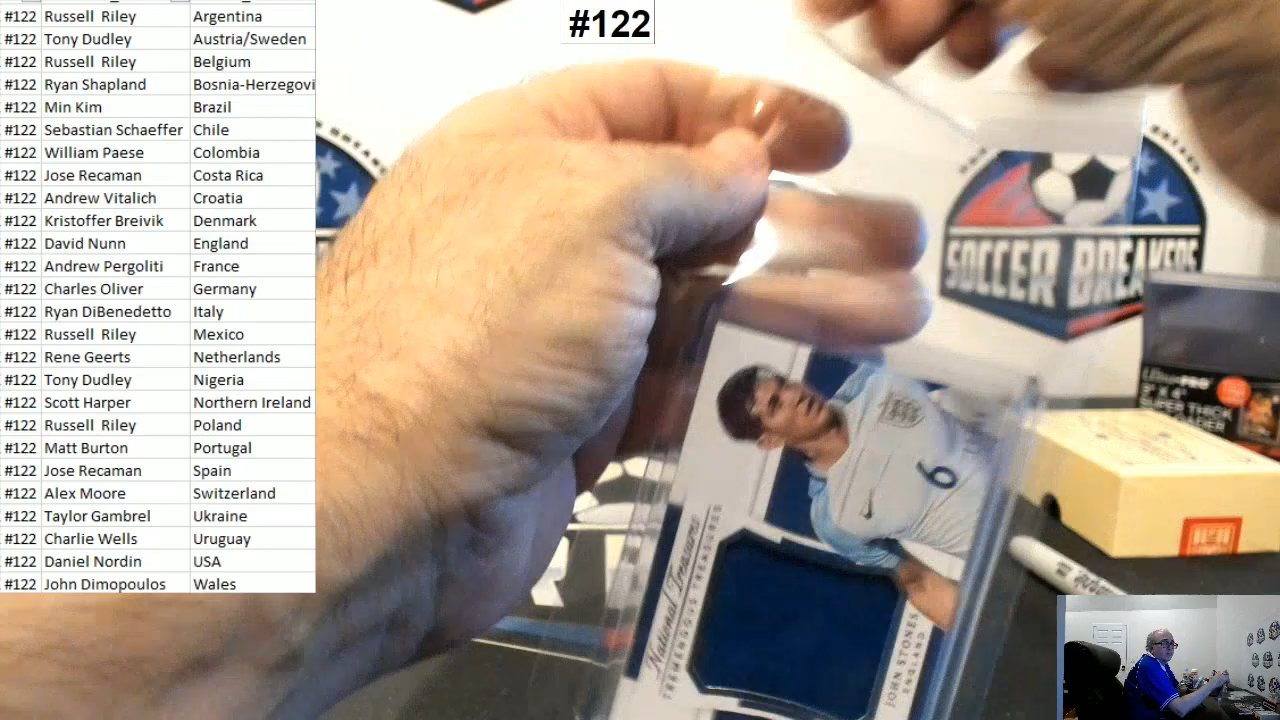 #122 Russell Riley Argentina
#122 Tony Dudley Austria/Sweden
#122 Russell Riley Belgium
#122 Ryan Shapland Bosnia-Herzegovi
#122 Min Kim Brazil
#122 Sebastian Schaeffer Chile
#122 William Paese Colombia
#122 Jose Recaman Costa Rica
#122 Andrew Vitalich Croatia
#122 Kristoffer Breivik Denmark
#122 David Nunn England
#122 Andrew Pergoliti France
#122 Charles Oliver Germany
#122 Ryan DiBenedetto Italy
#122 Russell Riley Mexico
#122 Rene Geerts Netherlands
#122 Tony Dudley Nigeria
#122 Scott Harper Northern Ireland
#122 Russell Riley Poland
#122 Matt Burton Portugal
#122 Jose Recaman Spain
#122 Alex Moore Switzerland
#122 Taylor Gambrel Ukraine
#122 Charlie Wells Uruguay
#122 Daniel Nordin USA
#122 John Dimopoulos Wales
#122
SOCCER BREAKERS
3" X 4"
SUPER THICK
6
National Treasures
TREMENDOUS TREASURES
JOHN STONES
ENGLAND